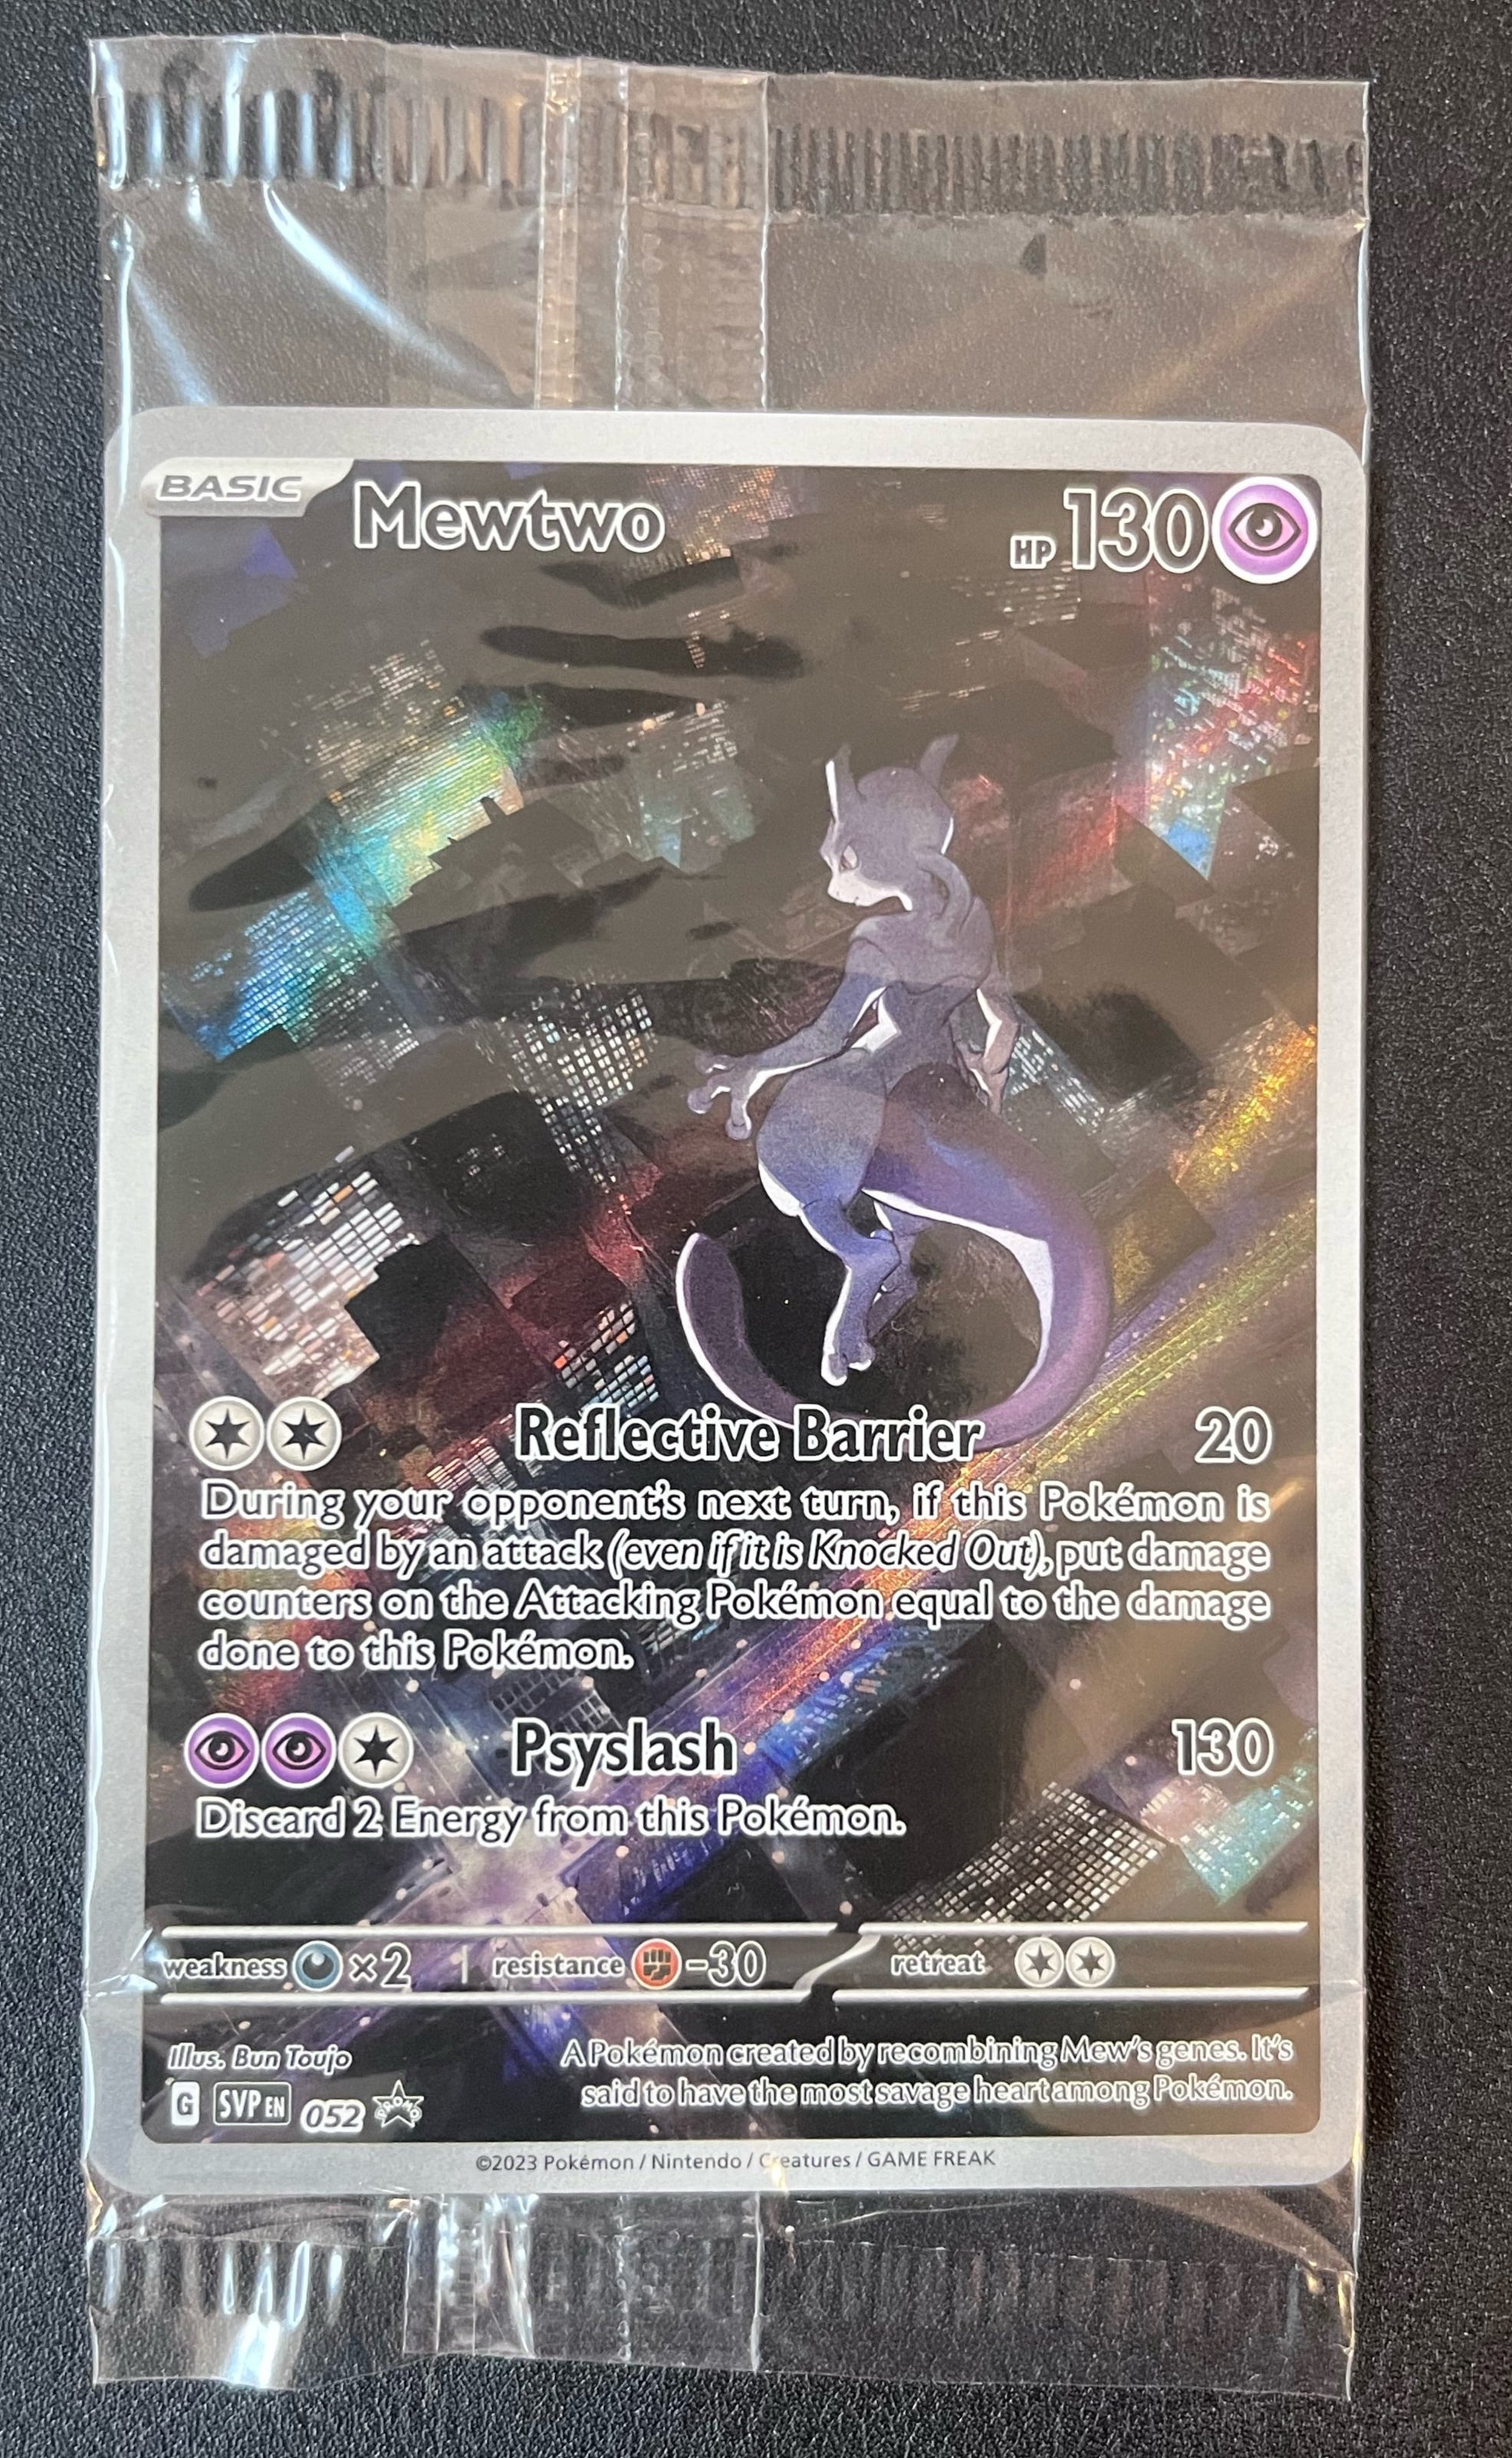 BASIC Mewtwo HP 130
Reflective Barrier 20
During your opponent's next turn, if this Pokémon is
damaged by an attack (even if it is Knocked Out), put damage
counters on the Attacking Pokémon equal to the damage
done to this Pokémon.
Psyslash 130
Discard 2 Energy from this Pokémon.
weakness ×2 resistance -30 retreat
Illus. Bun Toujo
A Pokémon created by recombining Mew's genes. It's
said to have the most savage heart among Pokémon.
G SVP EN 052
©2023 Pokémon / Nintendo / Creatures / GAME FREAK